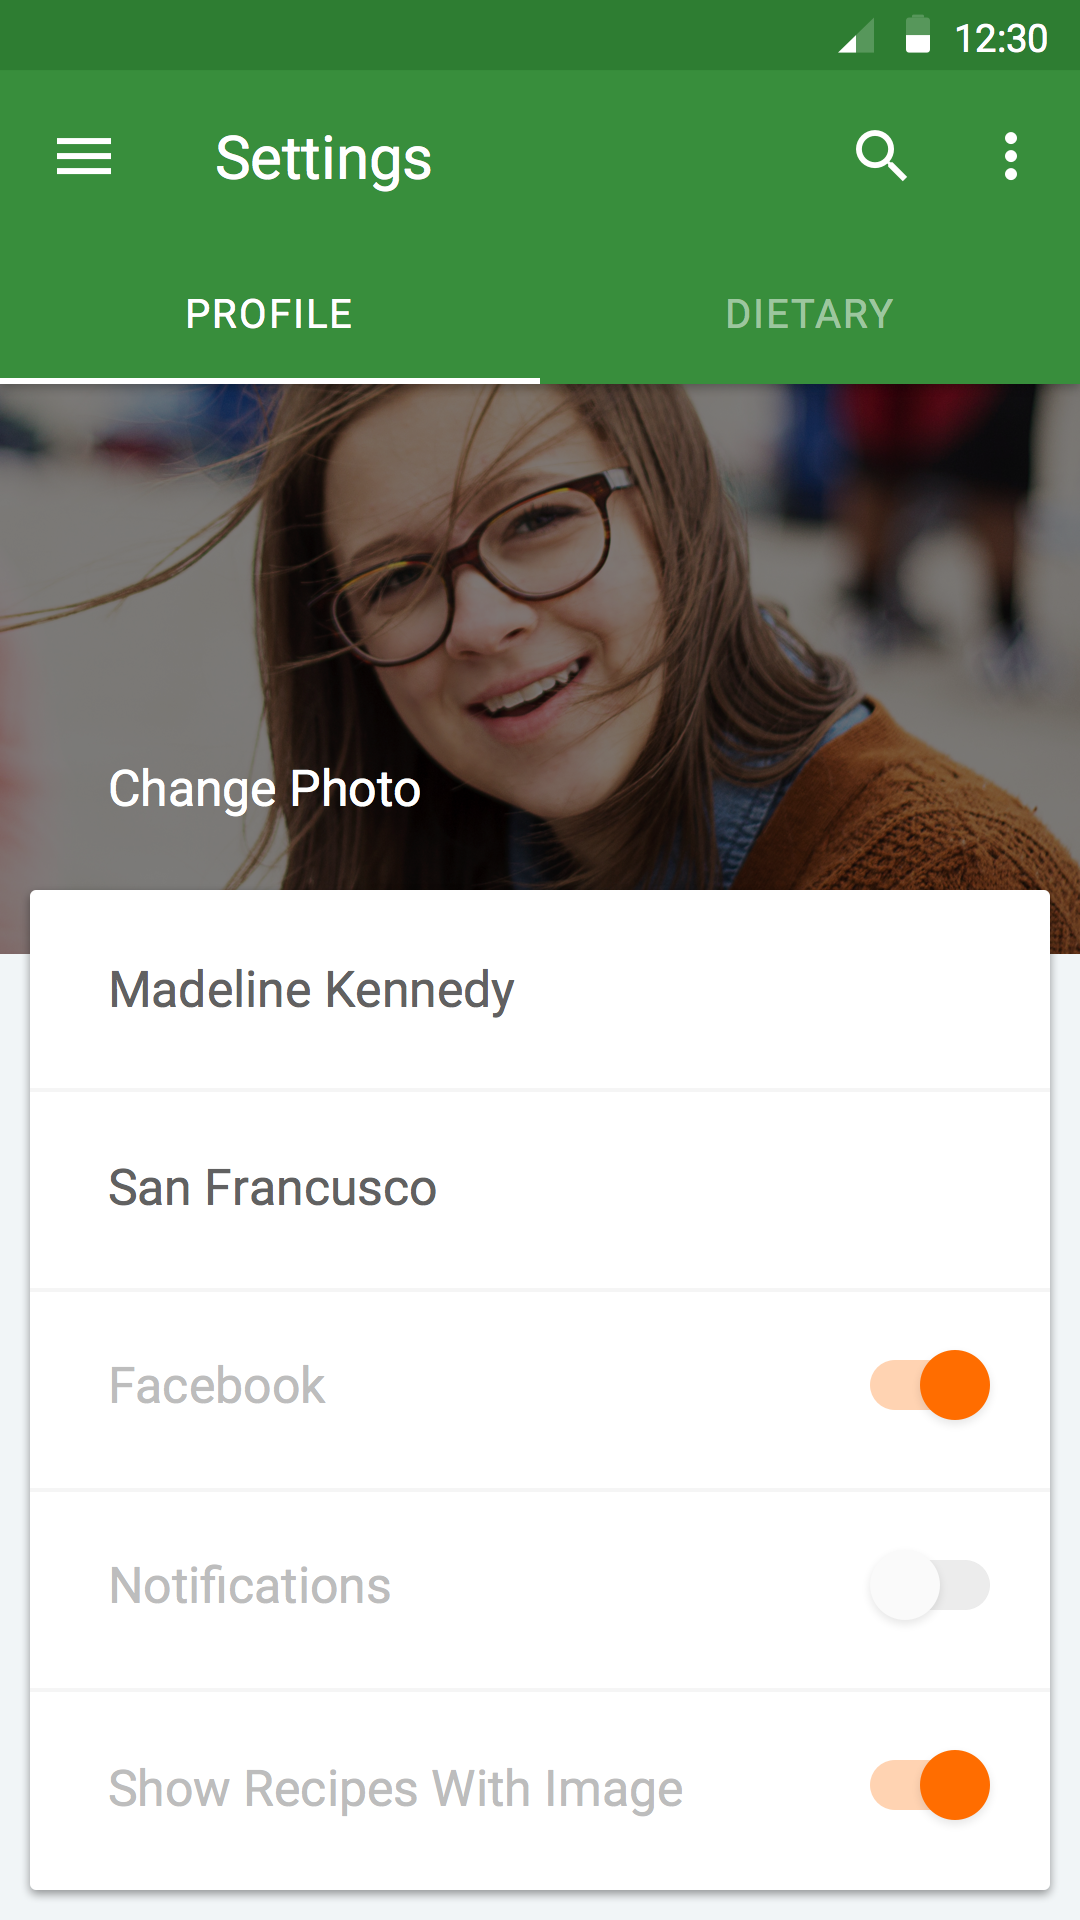 12:30
Settings
PROFILE DIETARY
Change Photo
Madeline Kennedy
San Francusco
Facebook
Notifications
Show Recipes With Image